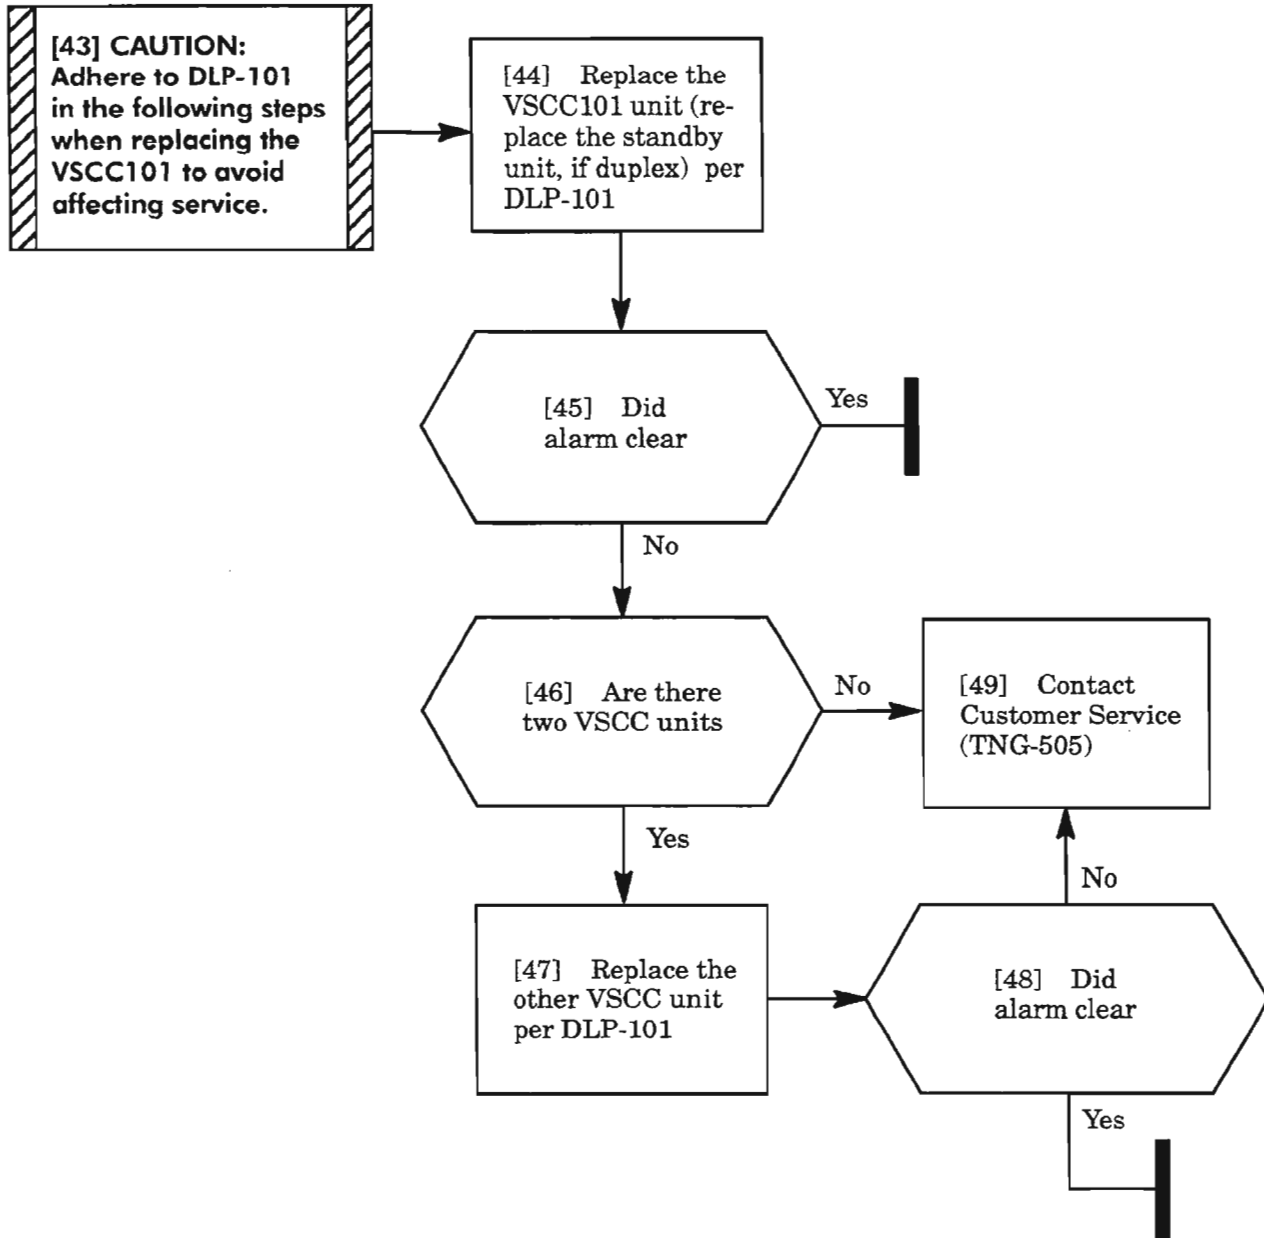 [43] CAUTION:
Adhere to DLP-101
in the following steps
when replacing the
VSCC101 to avoid
affecting service.
[44] Replace the
VSCC101 unit (re-
place the standby
unit, if duplex) per
DLP-101
[45] Did
alarm clear
Yes
No
[46] Are there
two VSCC units
No
[49] Contact
Customer Service
(TNG-505)
Yes
No
[47] Replace the
other VSCC unit
per DLP-101
[48] Did
alarm clear
Yes